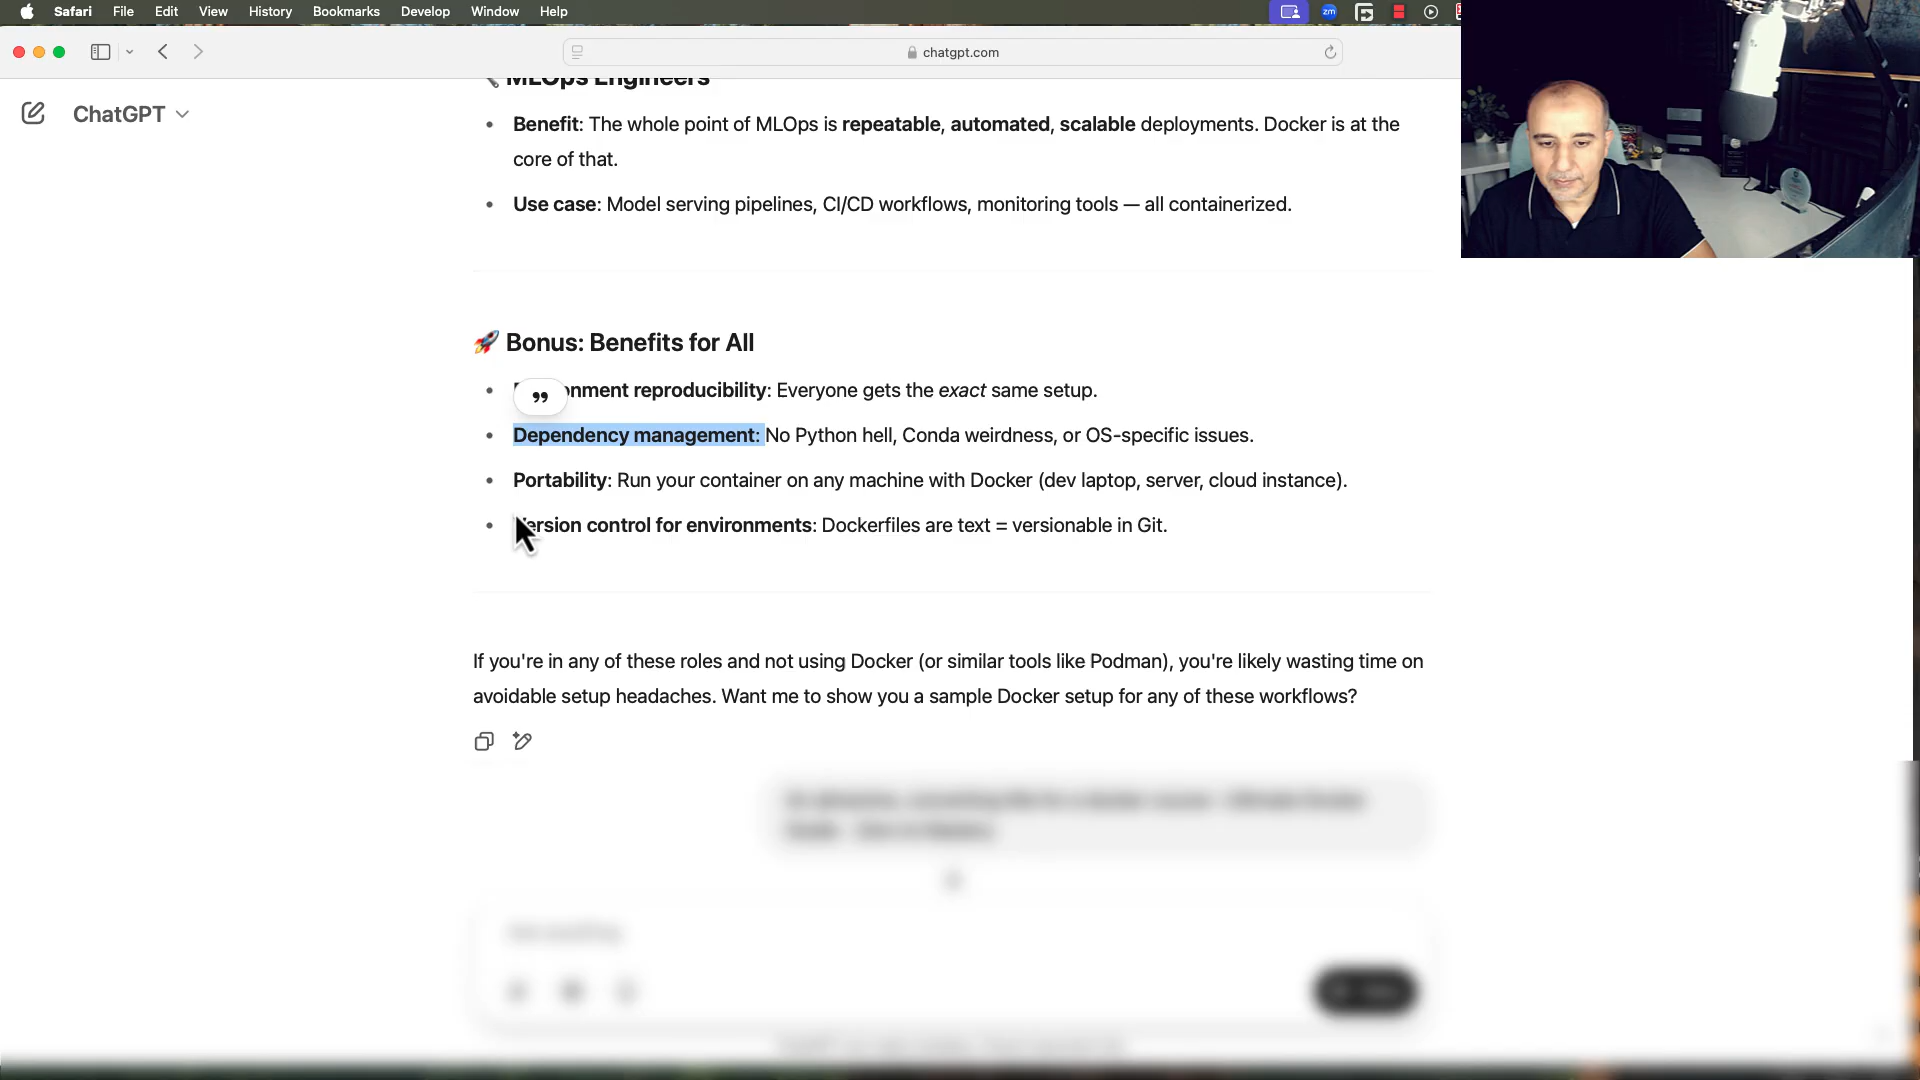 Safari File Edit View History Bookmarks Develop Window Help
zm
chatgpt.com
ChatGPT
MLOps Engineers
Benefit: The whole point of MLOps is repeatable, automated, scalable deployments. Docker is at the
core of that.
Use case: Model serving pipelines, CI/CD workflows, monitoring tools — all containerized.
🚀 Bonus: Benefits for All
reproducibility: Everyone gets the exact same setup.
Dependency management: No Python hell, Conda weirdness, or OS-specific issues.
Portability: Run your container on any machine with Docker (dev laptop, server, cloud instance).
Version control for environments: Dockerfiles are text = versionable in Git.
If you're in any of these roles and not using Docker (or similar tools like Podman), you're likely wasting time on
avoidable setup headaches. Want me to show you a sample Docker setup for any of these workflows?